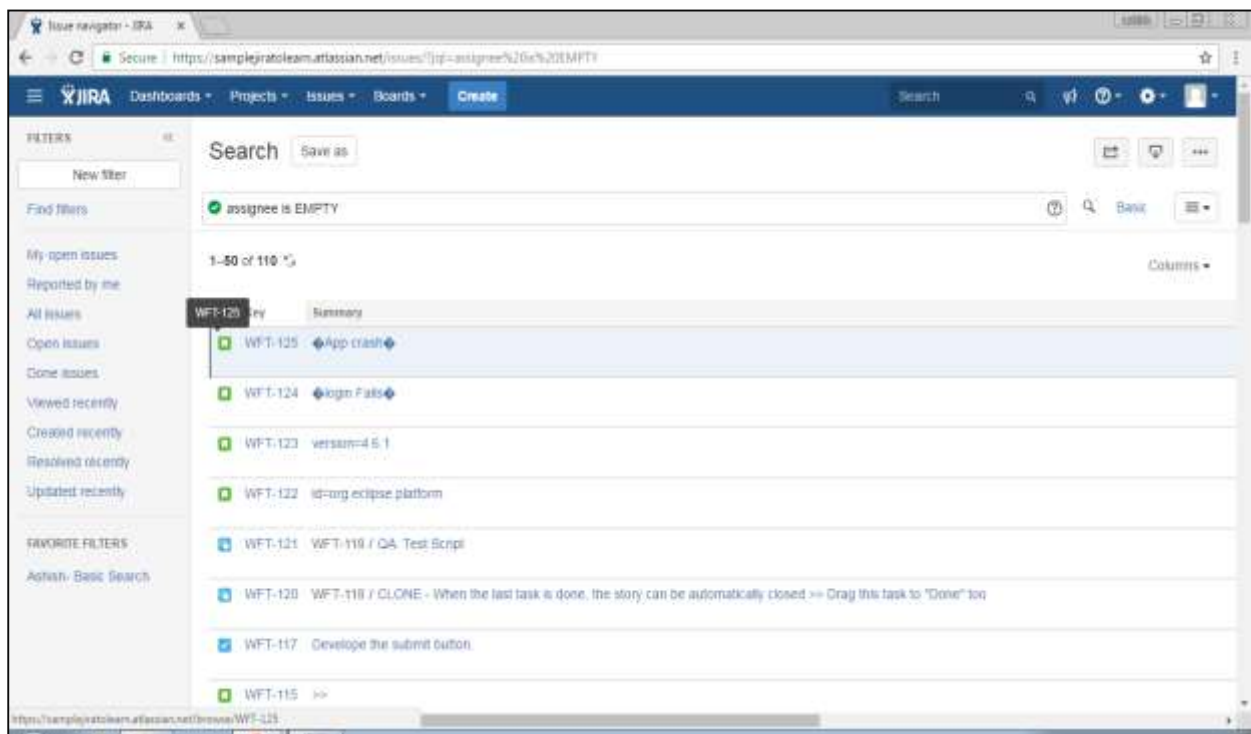 Issue navigator - JIRA
Secure | https://samplejiratolearn.atlassian.net/issues/?jql=assignee%20is%20EMPTY
JIRA Dashboards Projects Issues Boards Create Search
FILTERS
New filter
Find filters
My open issues
Reported by me
All issues
Open issues
Done issues
Viewed recently
Created recently
Resolved recently
Updated recently
FAVORITE FILTERS
Ashish- Basic Search
Search Save as
assignee is EMPTY Basic
1–50 of 110
Columns
WFT-125 Key Summary
WFT-125 �App crash�
WFT-124 �login Fails�
WFT-123 version=4.6.1
WFT-122 id=org.eclipse.platform
WFT-121 WFT-119 / QA: Test Script
WFT-120 WFT-118 / CLONE - When the last task is done, the story can be automatically closed >> Drag this task to "Done" too
WFT-117 Develope the submit button.
WFT-115 >>
https://samplejiratolearn.atlassian.net/browse/WFT-125